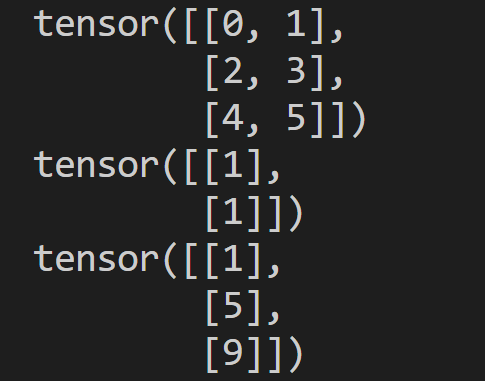 tensor([[0, 1],
        [2, 3],
        [4, 5]])
tensor([[1],
        [1]])
tensor([[1],
        [5],
        [9]])